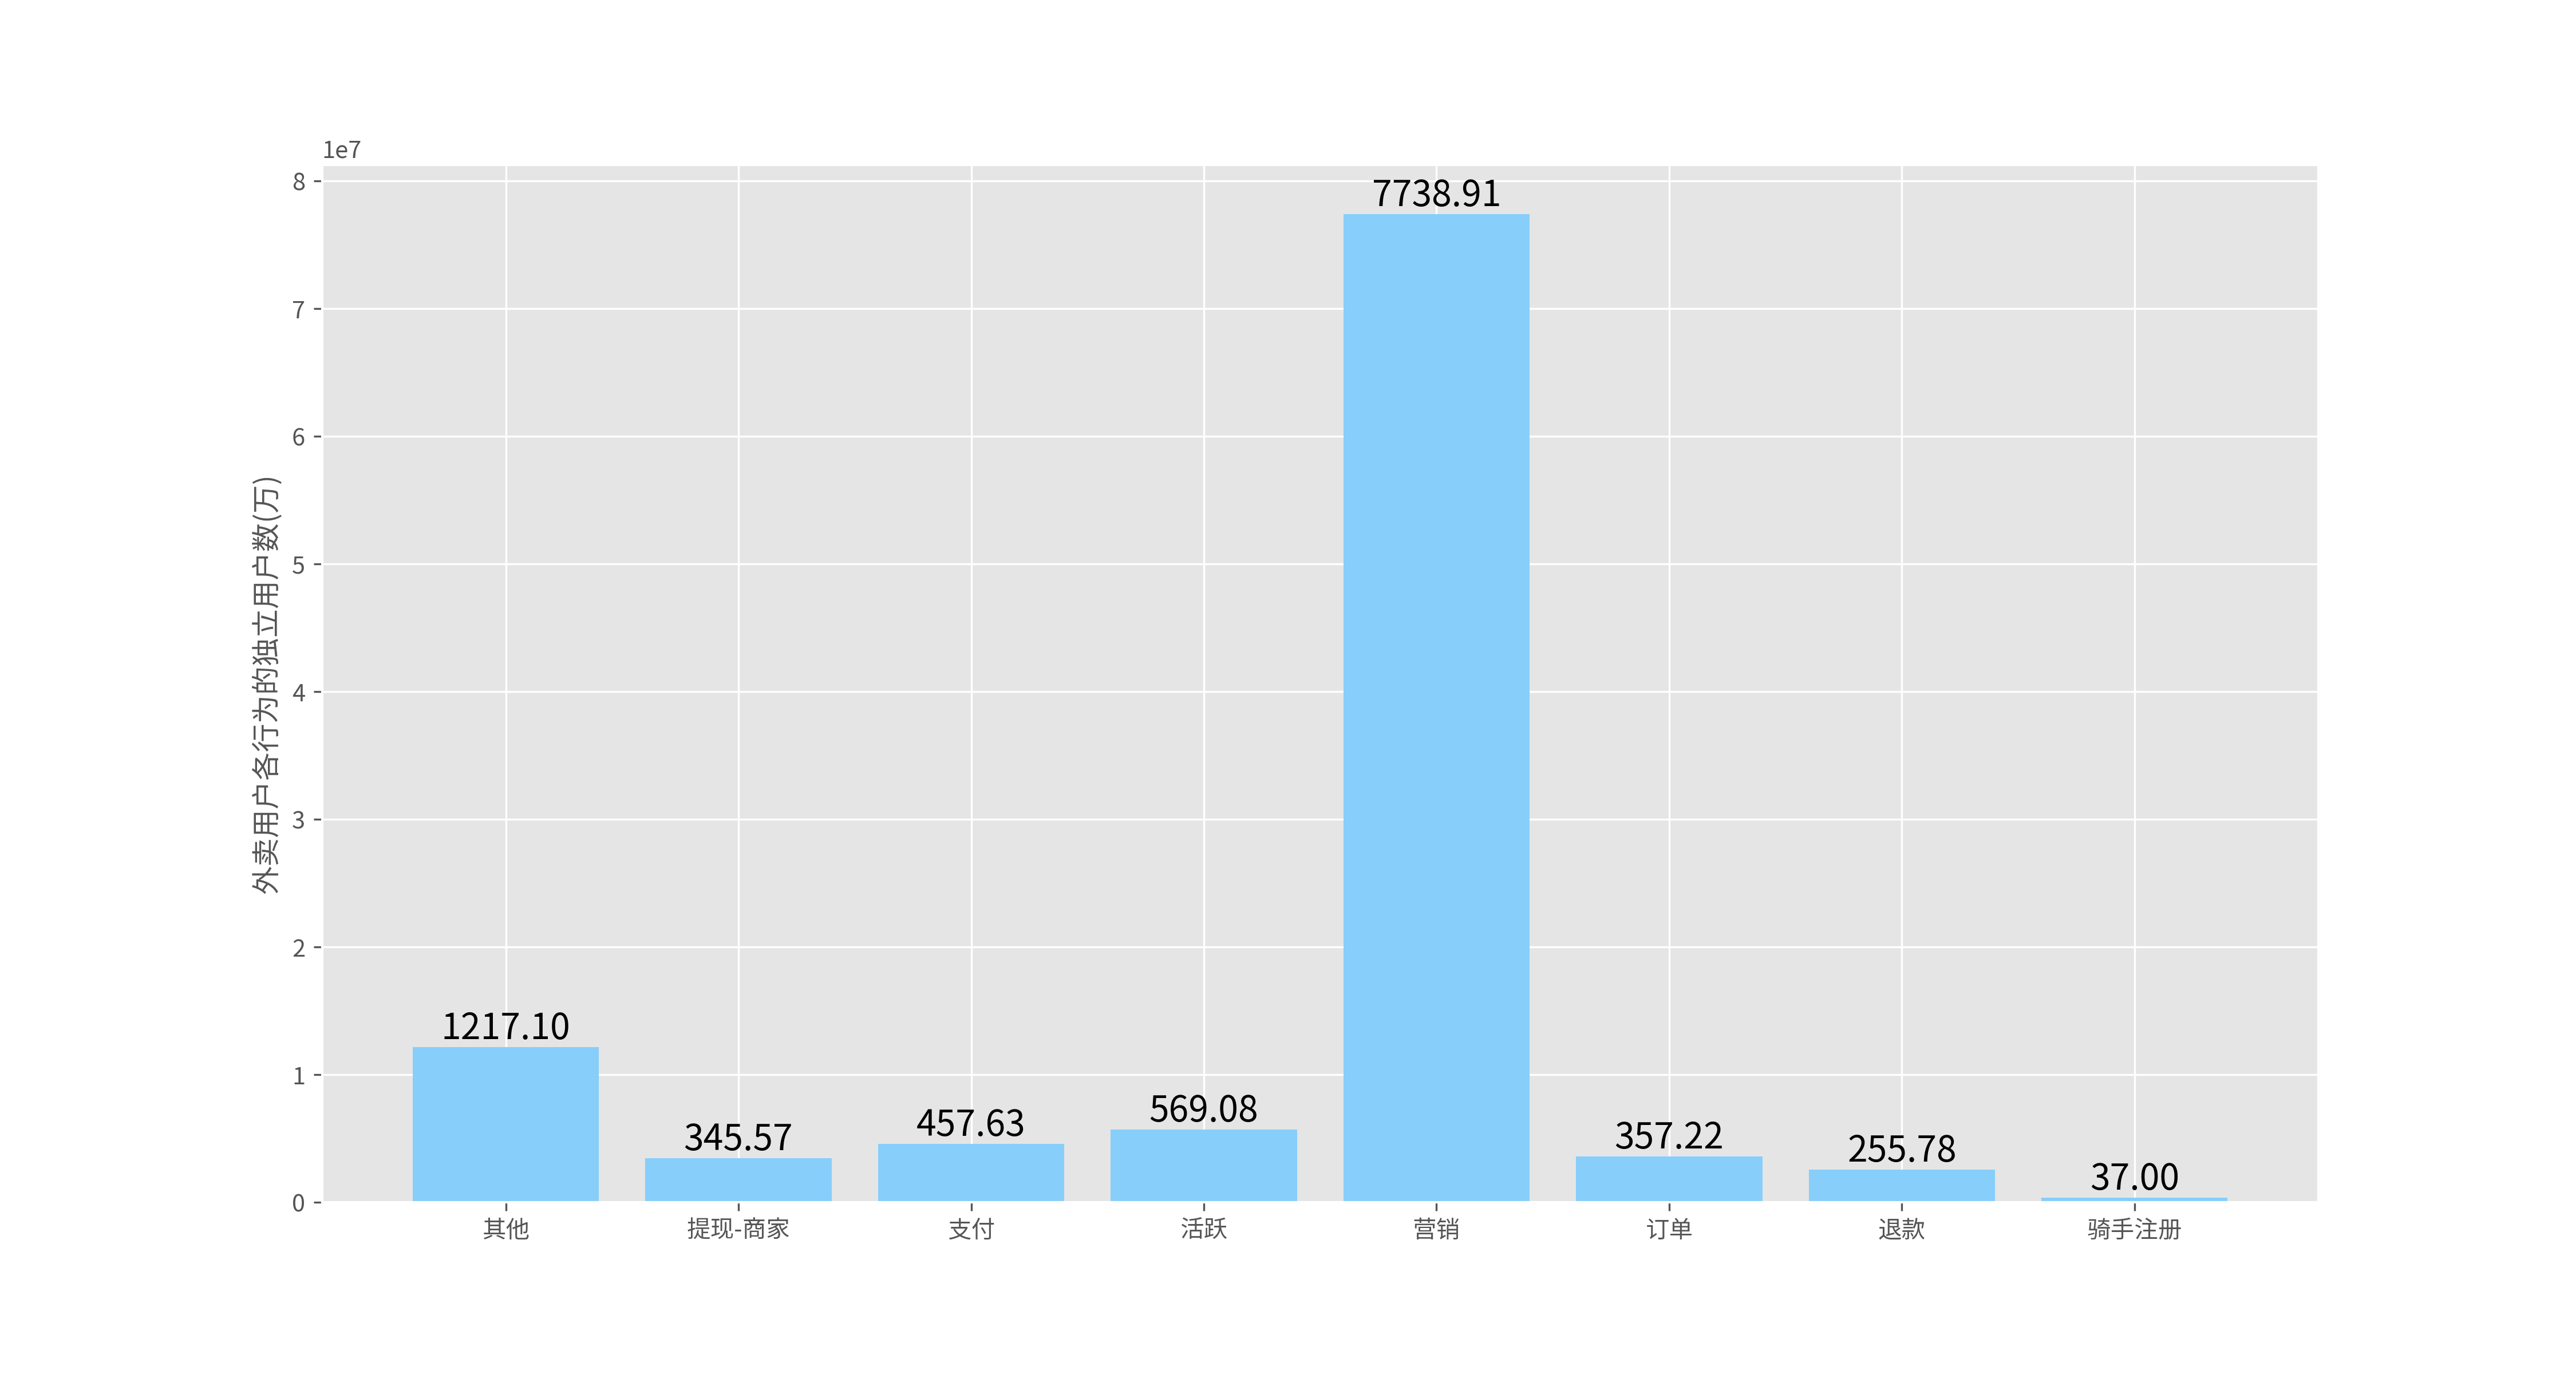 1e7
8
7
6
5
4
3
2
1
0
外卖用户各行为的独立用户数(万)
1217.10
345.57
457.63
569.08
7738.91
357.22
255.78
37.00
其他
提现-商家
支付
活跃
营销
订单
退款
骑手注册